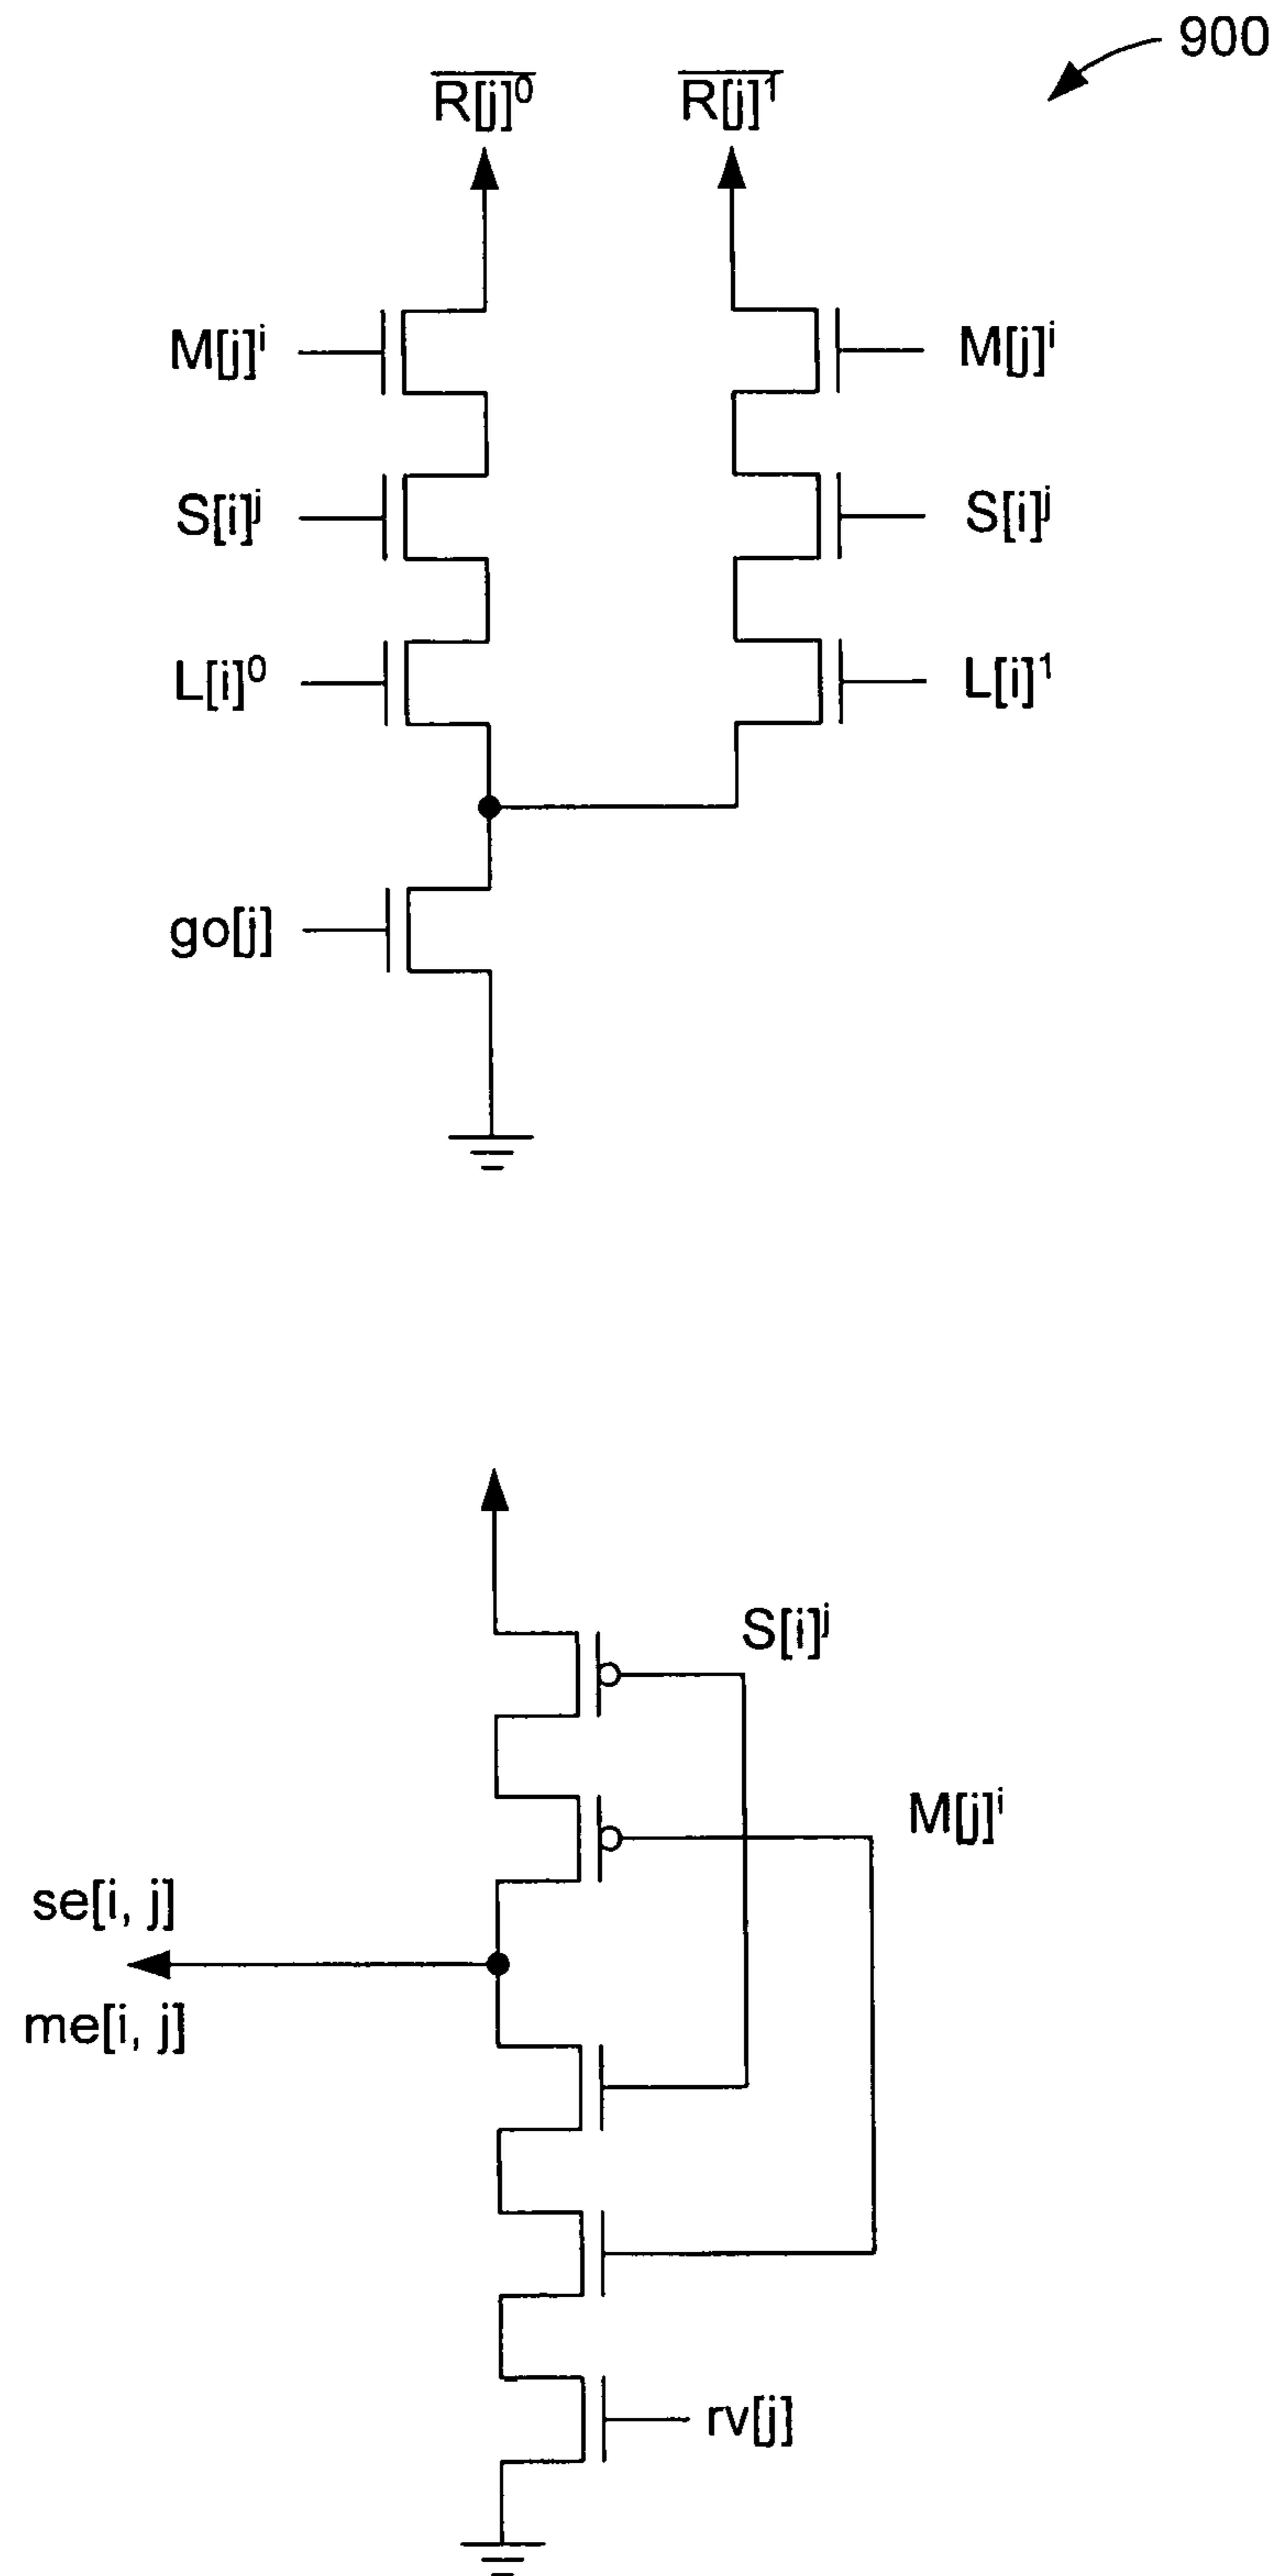 900
R[j]⁰ R[j]¹
M[j]ⁱ M[j]ⁱ
S[i]ʲ S[i]ʲ
L[i]⁰ L[i]¹
go[j]
S[i]ʲ
M[j]ⁱ
se[i, j]
me[i, j]
rv[j]